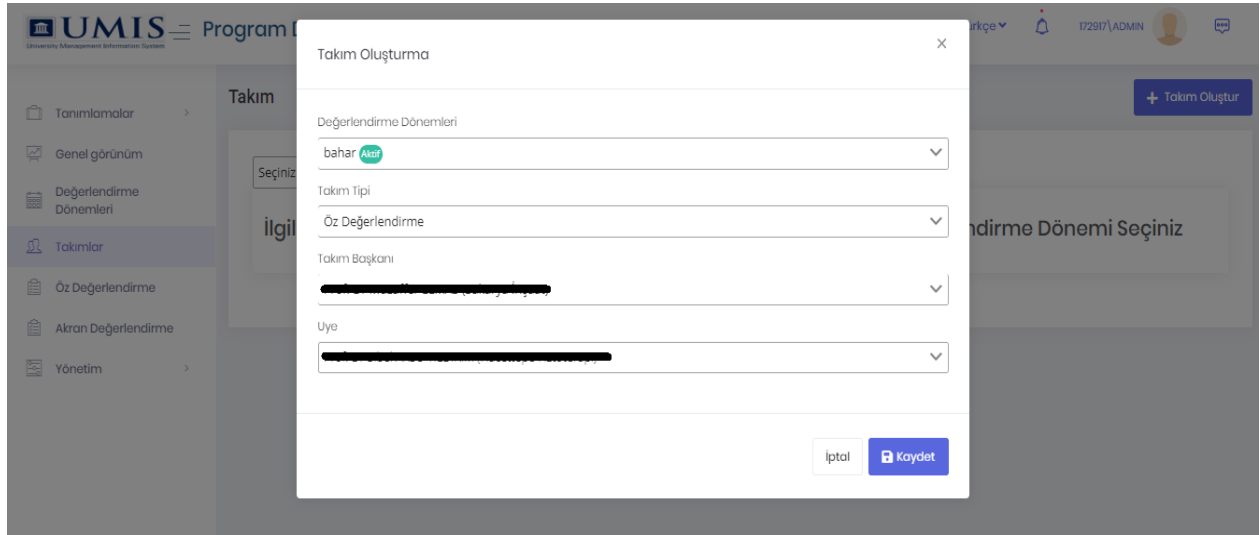 UMIS
University Management Information System
Program
Türkçe
172917\ADMIN
Takım Oluşturma
×
Tanımlamalar
Genel görünüm
Değerlendirme
Dönemleri
Takımlar
Öz Değerlendirme
Akran Değerlendirme
Yönetim
Takım
+ Takım Oluştur
Seçiniz
İlgil
ndirme Dönemi Seçiniz
Değerlendirme Dönemleri
bahar Aktif
Takım Tipi
Öz Değerlendirme
Takım Başkanı
Uye
İptal
Kaydet